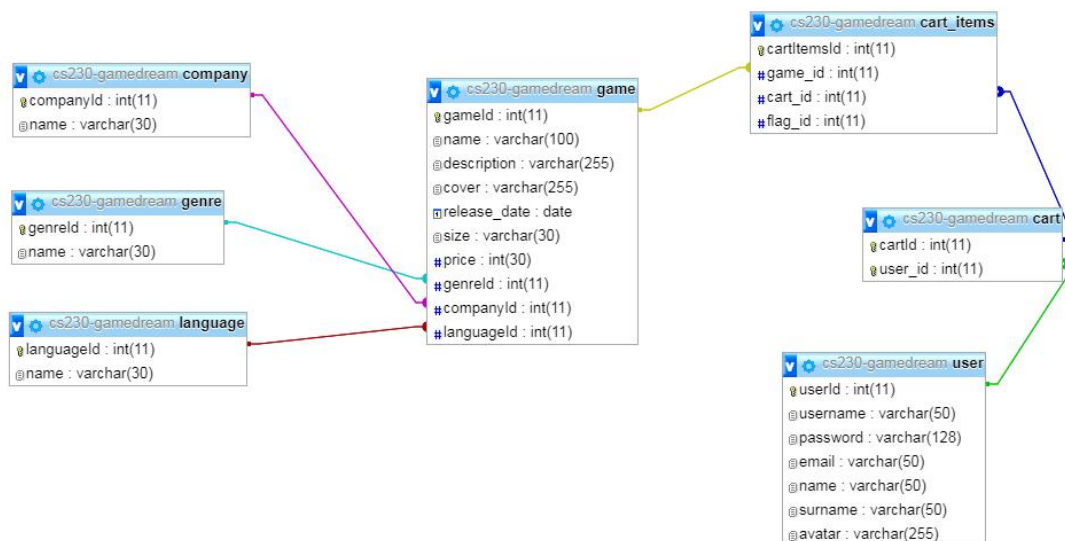 cs230-gamedream company
companyId : int(11)
name : varchar(30)
cs230-gamedream genre
genreId : int(11)
name : varchar(30)
cs230-gamedream language
languageId : int(11)
name : varchar(30)
cs230-gamedream game
gameId : int(11)
name : varchar(100)
description : varchar(255)
cover : varchar(255)
release_date : date
size : varchar(30)
price : int(30)
genreId : int(11)
companyId : int(11)
languageId : int(11)
cs230-gamedream cart_items
cartItemsId : int(11)
game_id : int(11)
cart_id : int(11)
flag_id : int(11)
cs230-gamedream cart
cartId : int(11)
user_id : int(11)
cs230-gamedream user
userId : int(11)
username : varchar(50)
password : varchar(128)
email : varchar(50)
name : varchar(50)
surname : varchar(50)
avatar : varchar(255)